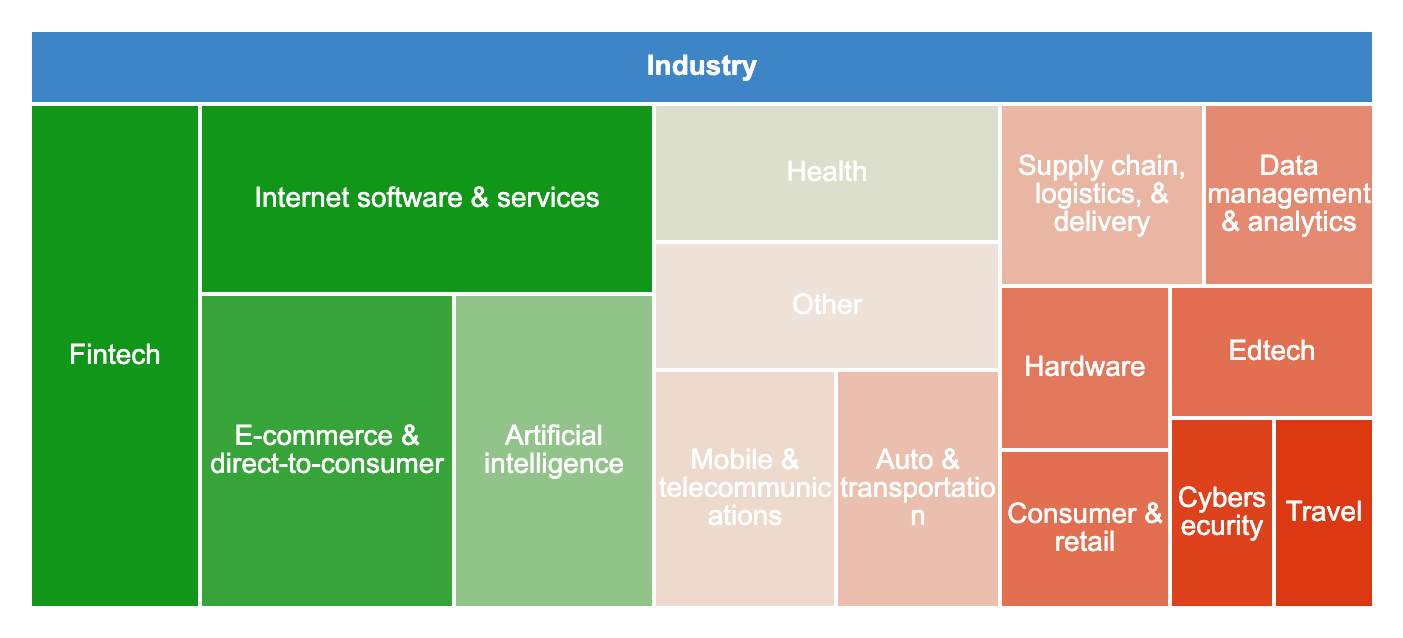 Industry
Fintech
Internet software & services
E-commerce &
direct-to-consumer
Artificial
intelligence
Health
Other
Mobile &
telecommunic
ations
Auto &
transportatio
n
Supply chain,
logistics, &
delivery
Data
management
& analytics
Hardware
Edtech
Consumer &
retail
Cybers
ecurity
Travel